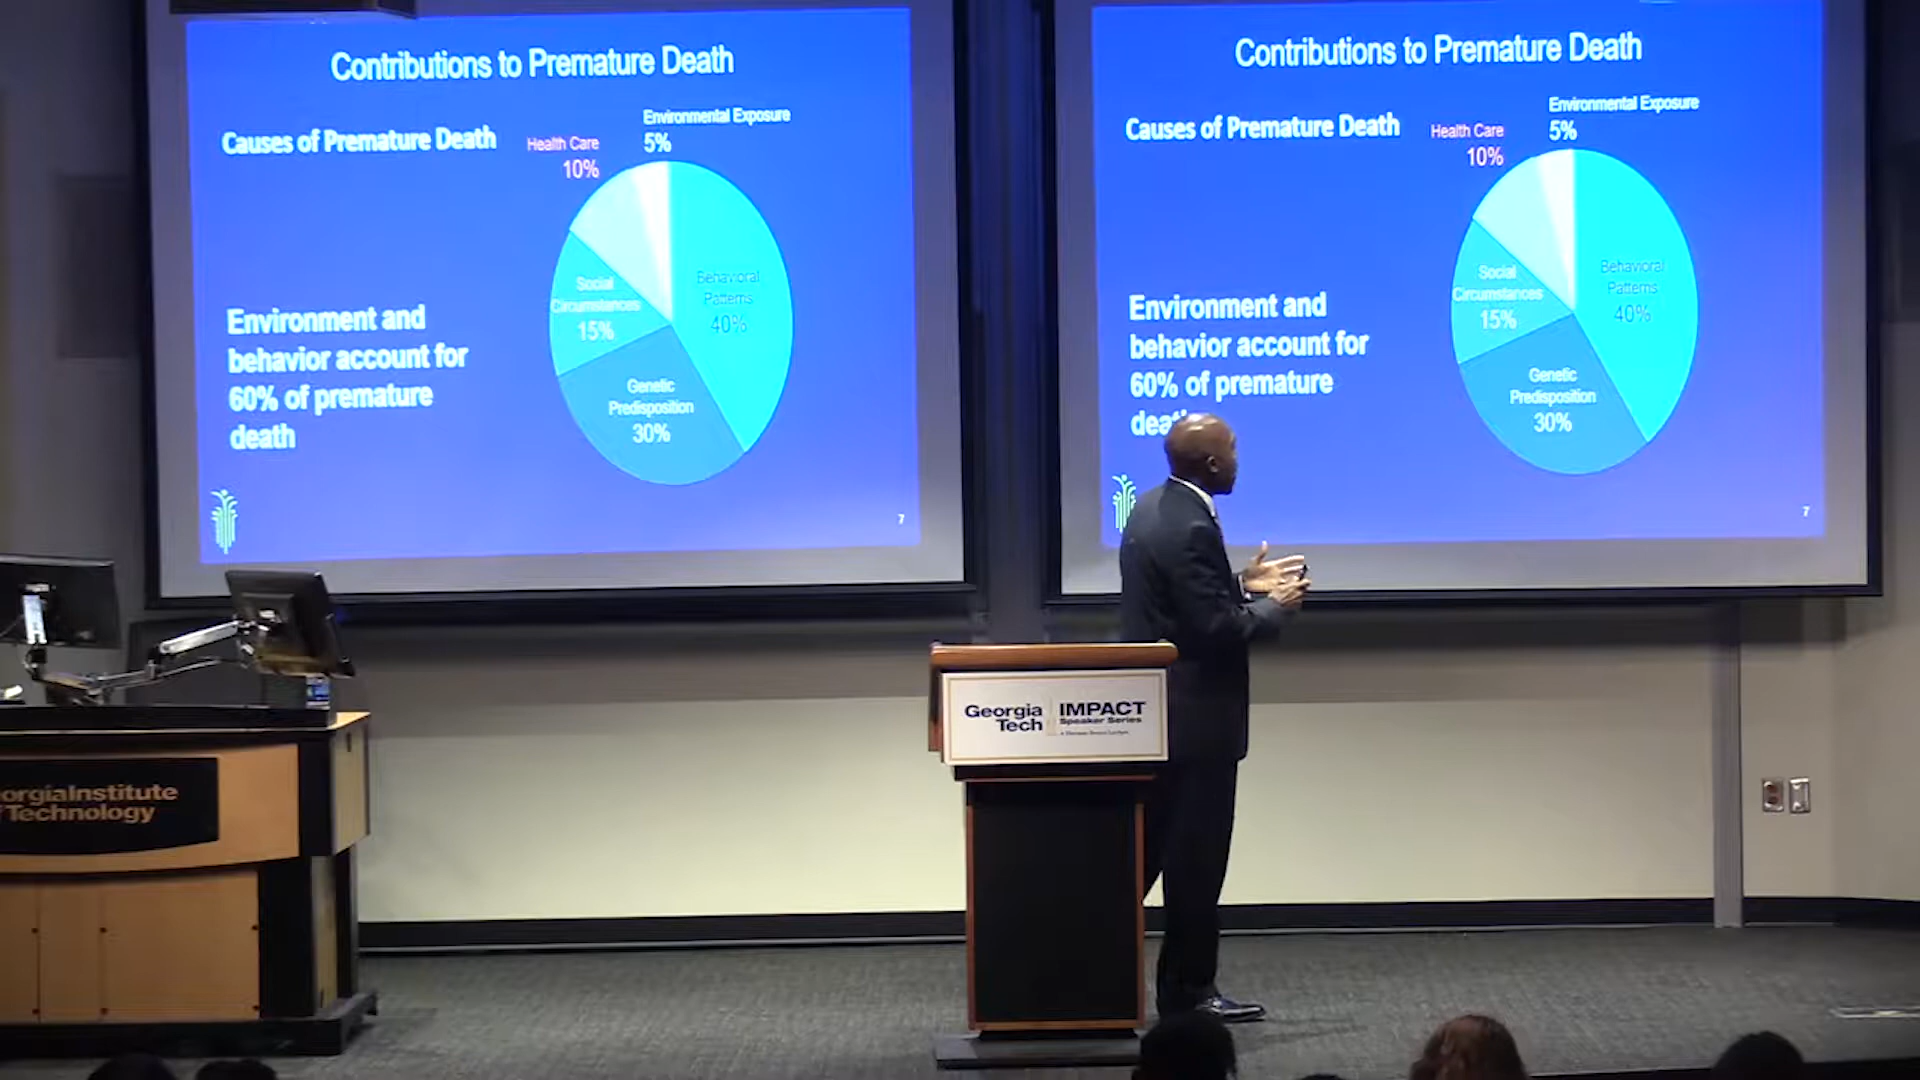 Contributions to Premature Death
Causes of Premature Death
Environmental Exposure
5%
Health Care
10%
Behavioral
Patterns
40%
Social
Circumstances
15%
Genetic
Predisposition
30%
Environment and
behavior account for
60% of premature
death
7
Contributions to Premature Death
Causes of Premature Death
Environmental Exposure
5%
Health Care
10%
Behavioral
Patterns
40%
Social
Circumstances
15%
Genetic
Predisposition
30%
Environment and
behavior account for
60% of premature
deat
7
Georgia
Tech
IMPACT
Speaker Series
orgiaInstitute
Technology